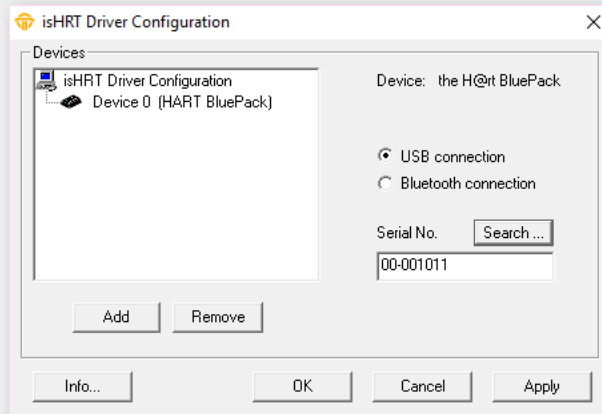 isHRT Driver Configuration
Devices
isHRT Driver Configuration
Device 0 (HART BluePack)
Device: the H@rt BluePack
USB connection
Bluetooth connection
Serial No. Search ...
00-001011
Add Remove
Info... OK Cancel Apply